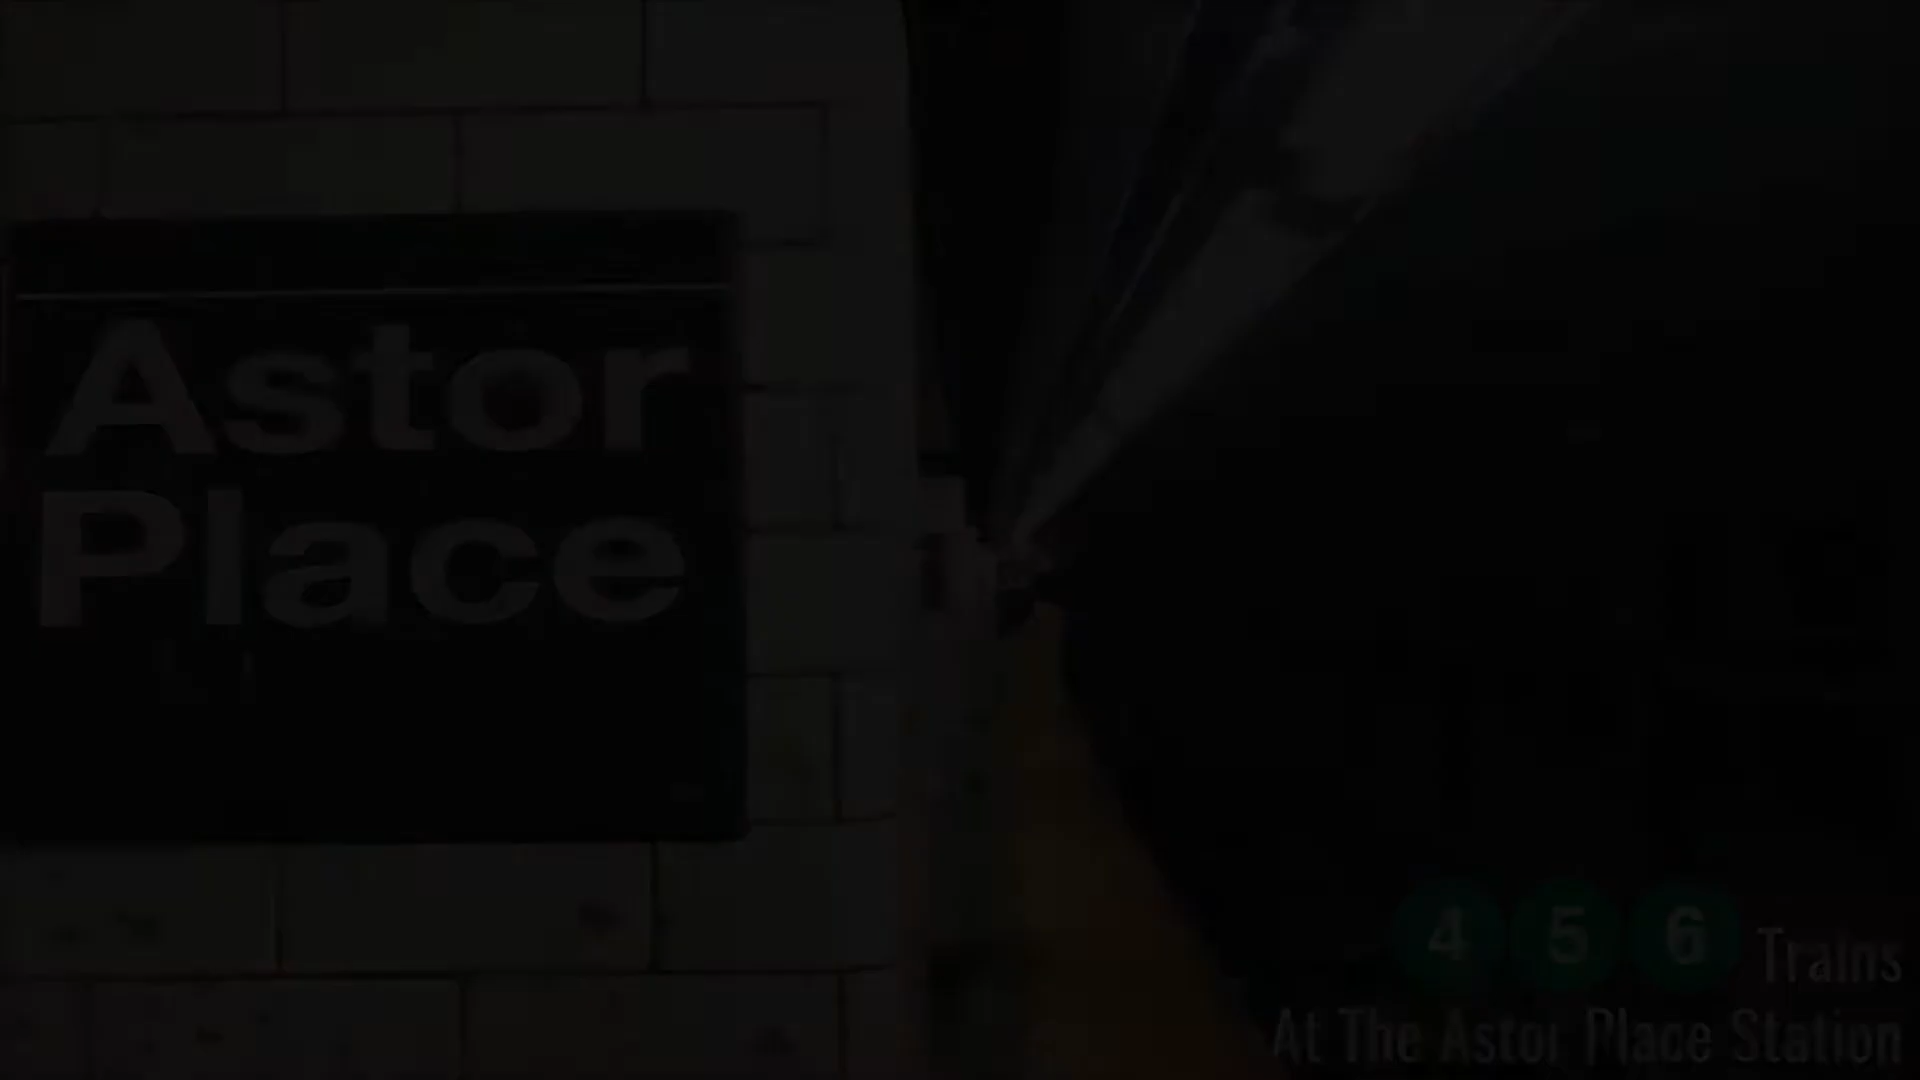 Astor
Place
4 5 6 Trains
At The Astor Place Station